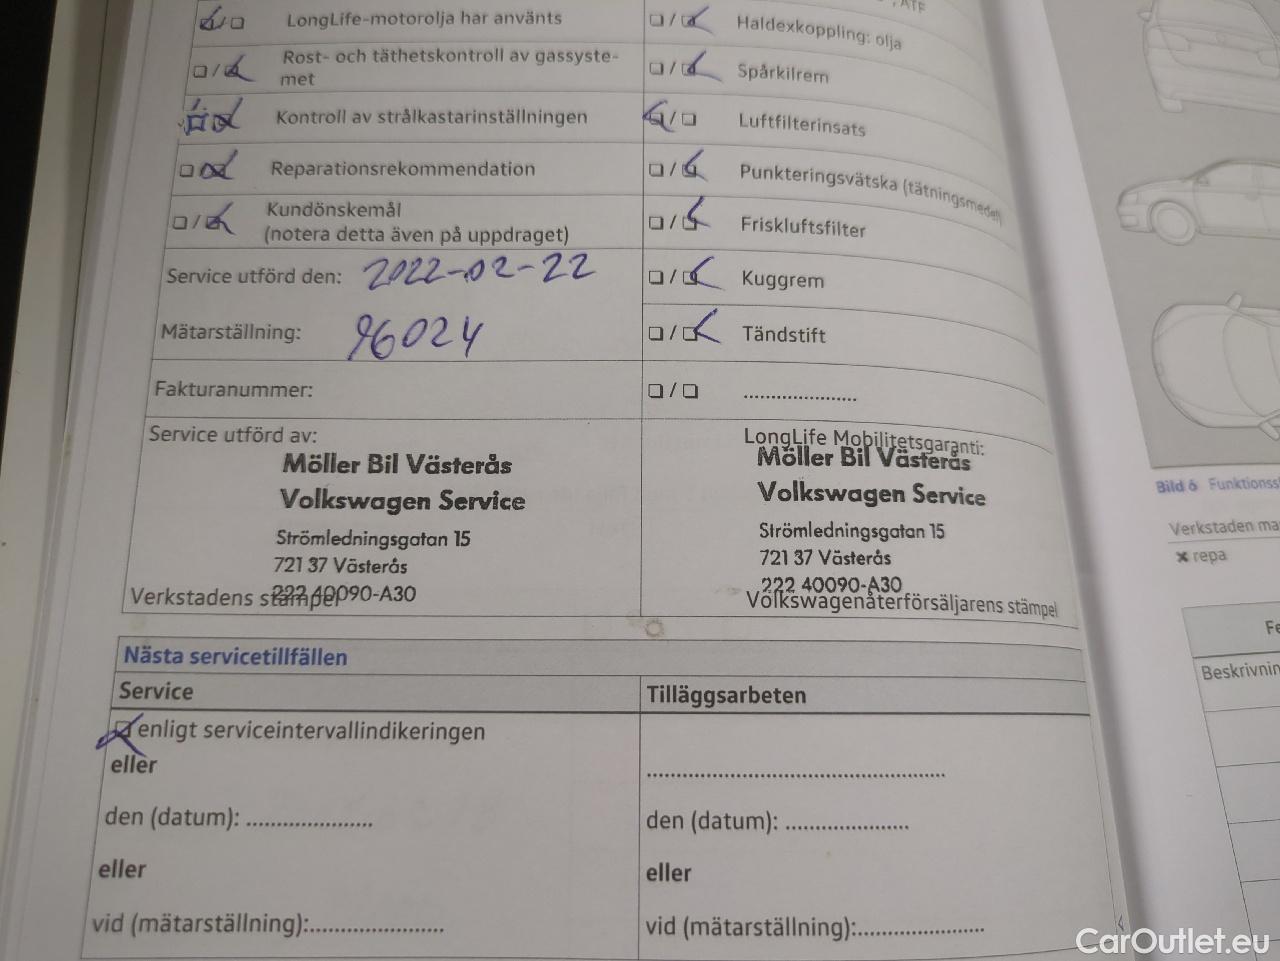 LongLife-motorolja har använts
Rost- och täthetskontroll av gassyste-
met
Kontroll av strålkastarinställningen
Reparationsrekommendation
Kundönskemål
(notera detta även på uppdraget)
Service utförd den: 2022-02-22
Mätarställning: 96024
Fakturanummer:
Service utförd av:
Möller Bil Västerås
Volkswagen Service
Strömledningsgatan 15
721 37 Västerås
222 40090-A30
Verkstadens stämpel
, ATF
Haldexkoppling: olja
Spårkilrem
Luftfilterinsats
Punkteringsvätska (tätningsmedel)
Friskluftsfilter
Kuggrem
Tändstift
....................
LongLife Mobilitetsgaranti:
Möller Bil Västerås
Volkswagen Service
Strömledningsgatan 15
721 37 Västerås
222 40090-A30
Volkswagenåterförsäljarens stämpel
Nästa servicetillfällen
Service
enligt serviceintervallindikeringen
eller
den (datum): .....................
eller
vid (mätarställning):......................
Tilläggsarbeten
..................................................
den (datum): .....................
eller
vid (mätarställning):.....................
Bild 6 Funktionss
Verkstaden ma
✖ repa
Fe
Beskrivnin
CarOutlet.eu